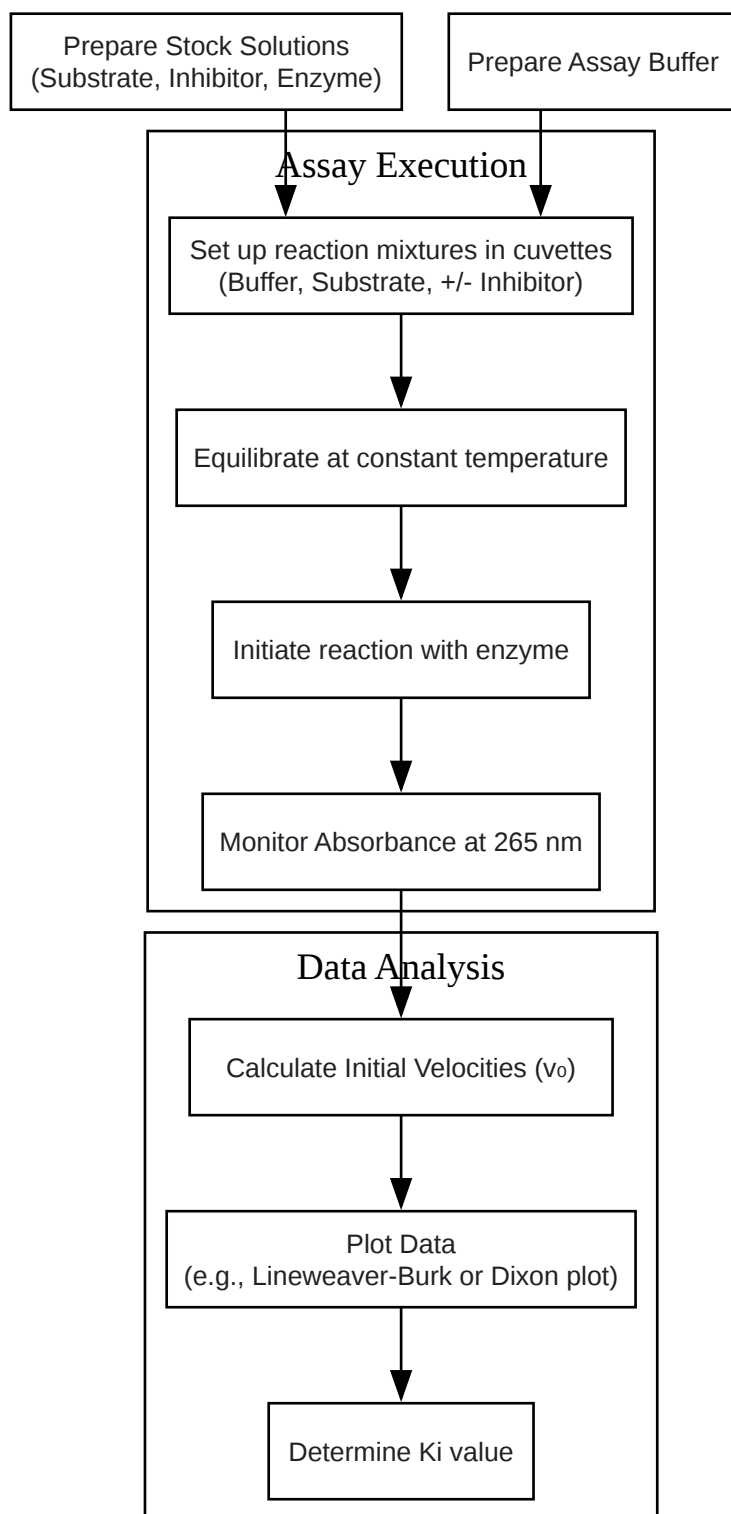 Prepare Stock Solutions
(Substrate, Inhibitor, Enzyme)
Prepare Assay Buffer
Assay Execution
Set up reaction mixtures in cuvettes
(Buffer, Substrate, +/- Inhibitor)
Equilibrate at constant temperature
Initiate reaction with enzyme
Monitor Absorbance at 265 nm
Data Analysis
Calculate Initial Velocities (v₀)
Plot Data
(e.g., Lineweaver-Burk or Dixon plot)
Determine Ki value